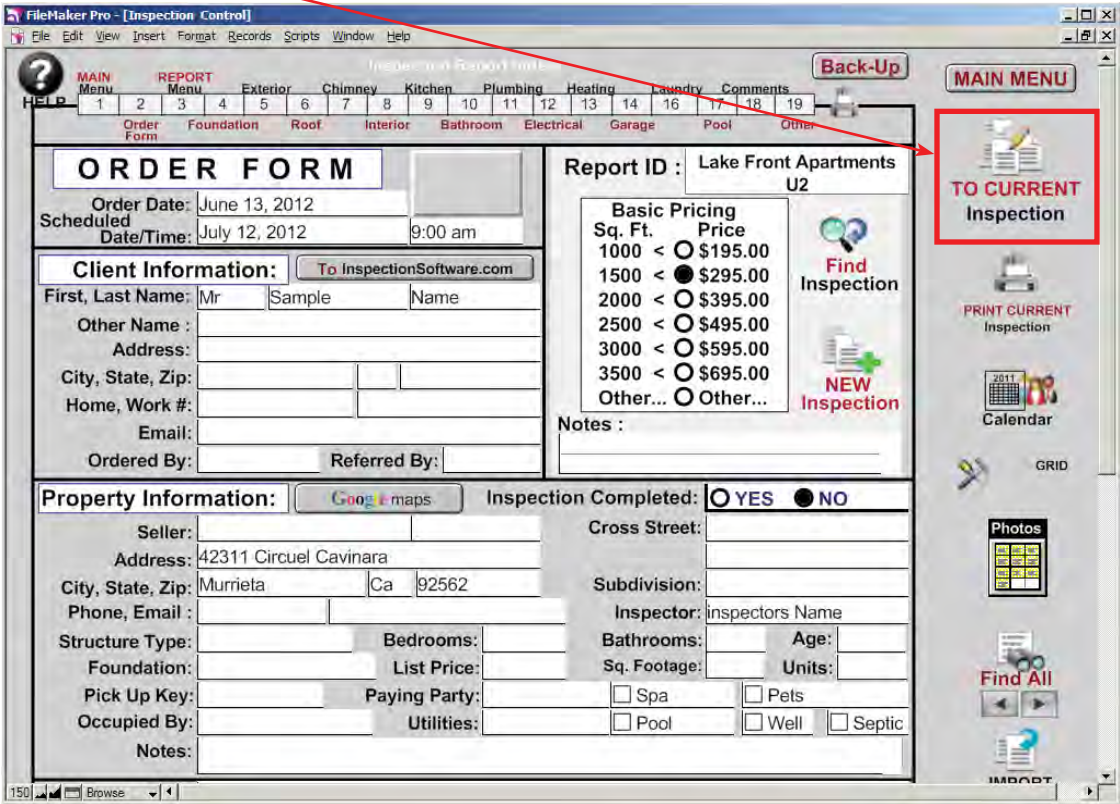 FileMaker Pro - [Inspection Control]
File Edit View Insert Format Records Scripts Window Help
Back-Up
MAIN MENU
HELP
MAIN Menu REPORT Menu Exterior Chimney Kitchen Plumbing Heating Laundry Comments
1 2 3 4 5 6 7 8 9 10 11 12 13 14 16 17 18 19
Order Form Foundation Roof Interior Bathroom Electrical Garage Pool Other
ORDER FORM
Order Date: June 13, 2012
Scheduled Date/Time: July 12, 2012 9:00 am
Report ID : Lake Front Apartments
U2
Basic Pricing
Sq. Ft. Price
1000 < $195.00
1500 < $295.00
2000 < $395.00
2500 < $495.00
3000 < $595.00
3500 < $695.00
Other... Other...
Find
Inspection
NEW
Inspection
Notes :
Client Information: To InspectionSoftware.com
First, Last Name: Mr Sample Name
Other Name :
Address:
City, State, Zip:
Home, Work #:
Email:
Ordered By: Referred By:
Property Information: Google maps Inspection Completed: YES NO
Seller: Cross Street:
Address: 42311 Circuel Cavinara
City, State, Zip: Murrieta Ca 92562 Subdivision:
Phone, Email : Inspector: inspectors Name
Structure Type: Bedrooms: Bathrooms: Age:
Foundation: List Price: Sq. Footage: Units:
Pick Up Key: Paying Party: Spa Pets
Occupied By: Utilities: Pool Well Septic
Notes:
TO CURRENT
Inspection
PRINT CURRENT
Inspection
2011
Calendar
GRID
Photos
Find All
IMPORT
150 Browse